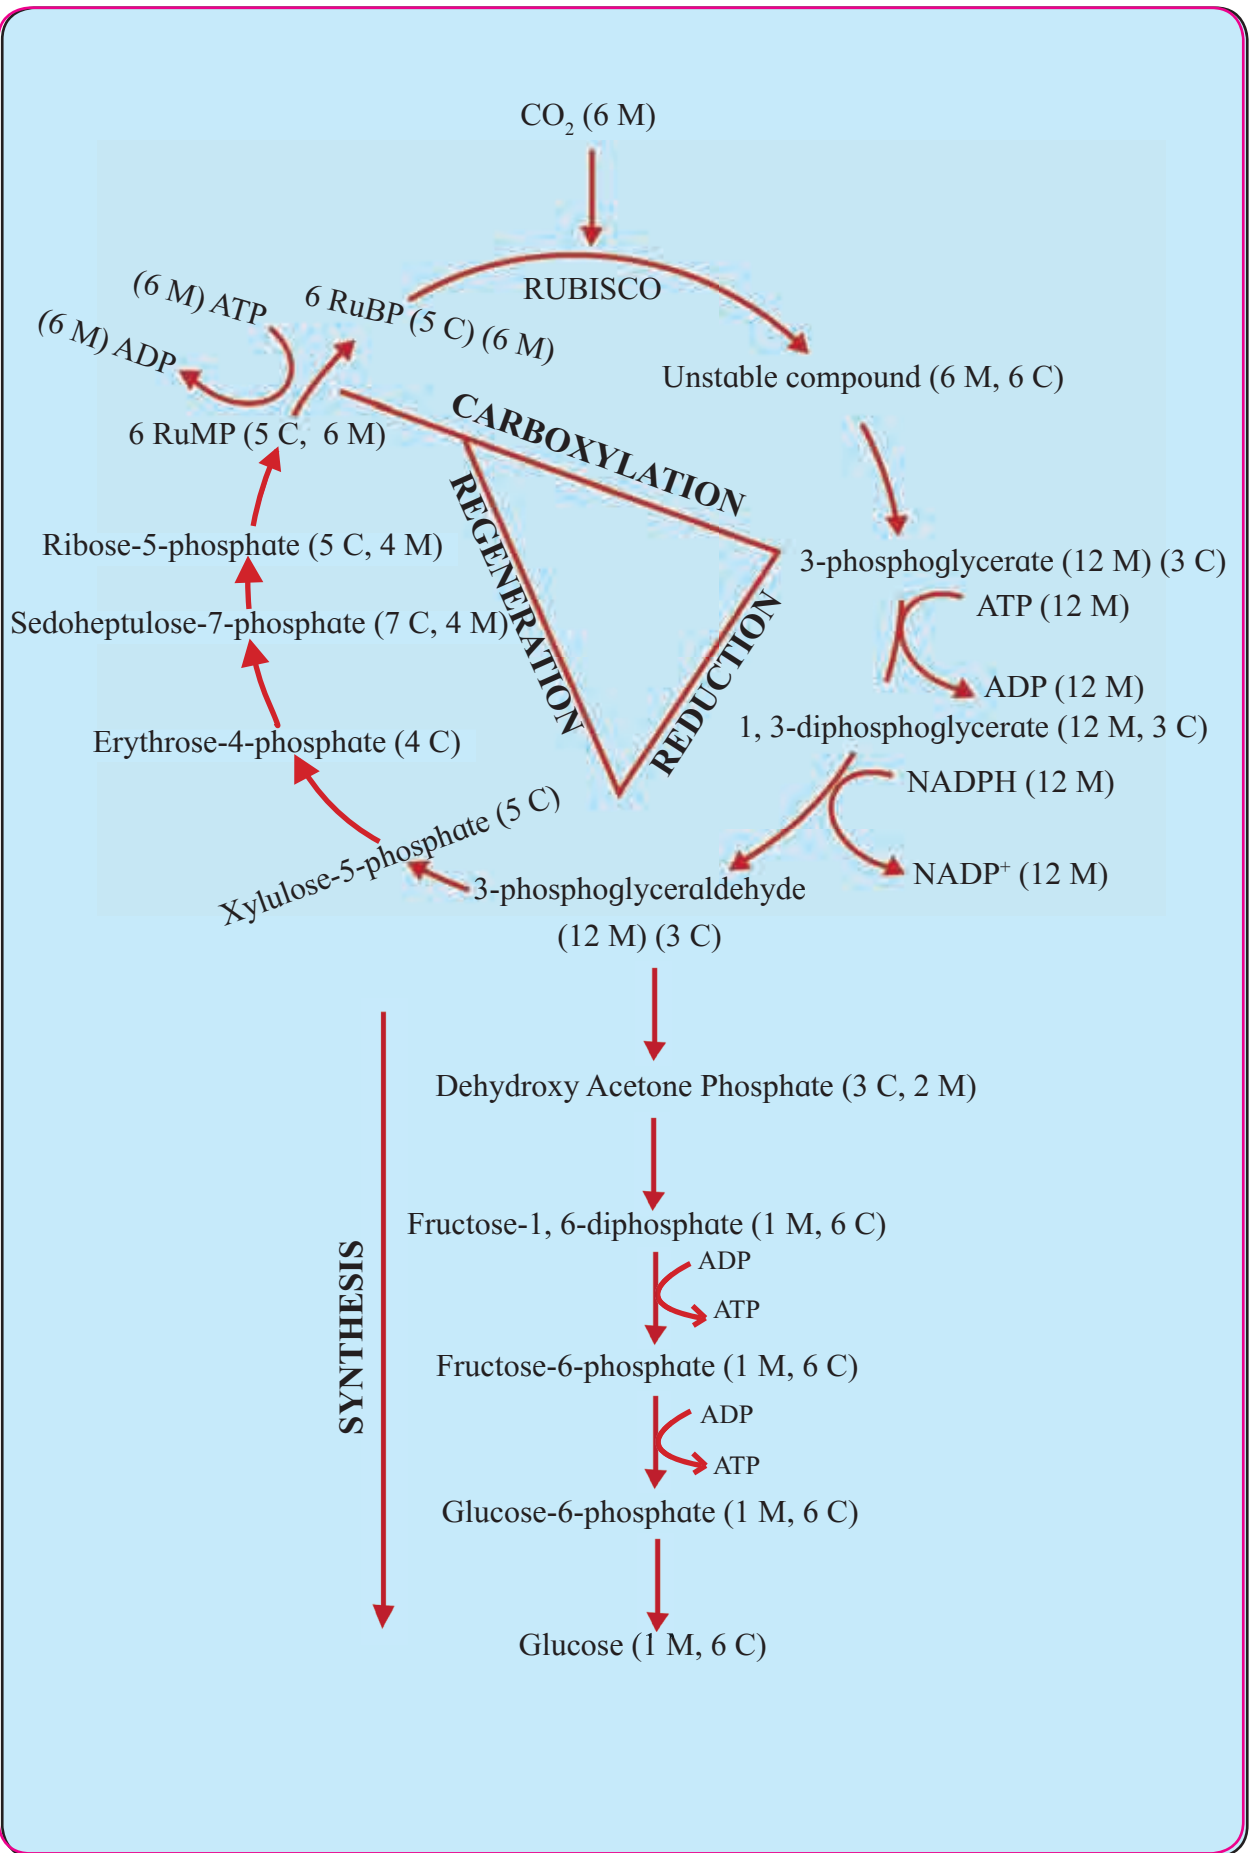 CO2 (6 M)
RUBISCO
(6 M) ATP
(6 M) ADP
6 RuBP (5 C) (6 M)
Unstable compound (6 M, 6 C)
6 RuMP (5 C, 6 M)
CARBOXYLATION
REGENERATION
REDUCTION
Ribose-5-phosphate (5 C, 4 M)
3-phosphoglycerate (12 M) (3 C)
ATP (12 M)
Sedoheptulose-7-phosphate (7 C, 4 M)
ADP (12 M)
1, 3-diphosphoglycerate (12 M, 3 C)
Erythrose-4-phosphate (4 C)
NADPH (12 M)
Xylulose-5-phosphate (5 C)
NADP+ (12 M)
3-phosphoglyceraldehyde
(12 M) (3 C)
Dehydroxy Acetone Phosphate (3 C, 2 M)
SYNTHESIS
Fructose-1, 6-diphosphate (1 M, 6 C)
ADP
ATP
Fructose-6-phosphate (1 M, 6 C)
ADP
ATP
Glucose-6-phosphate (1 M, 6 C)
Glucose (1 M, 6 C)